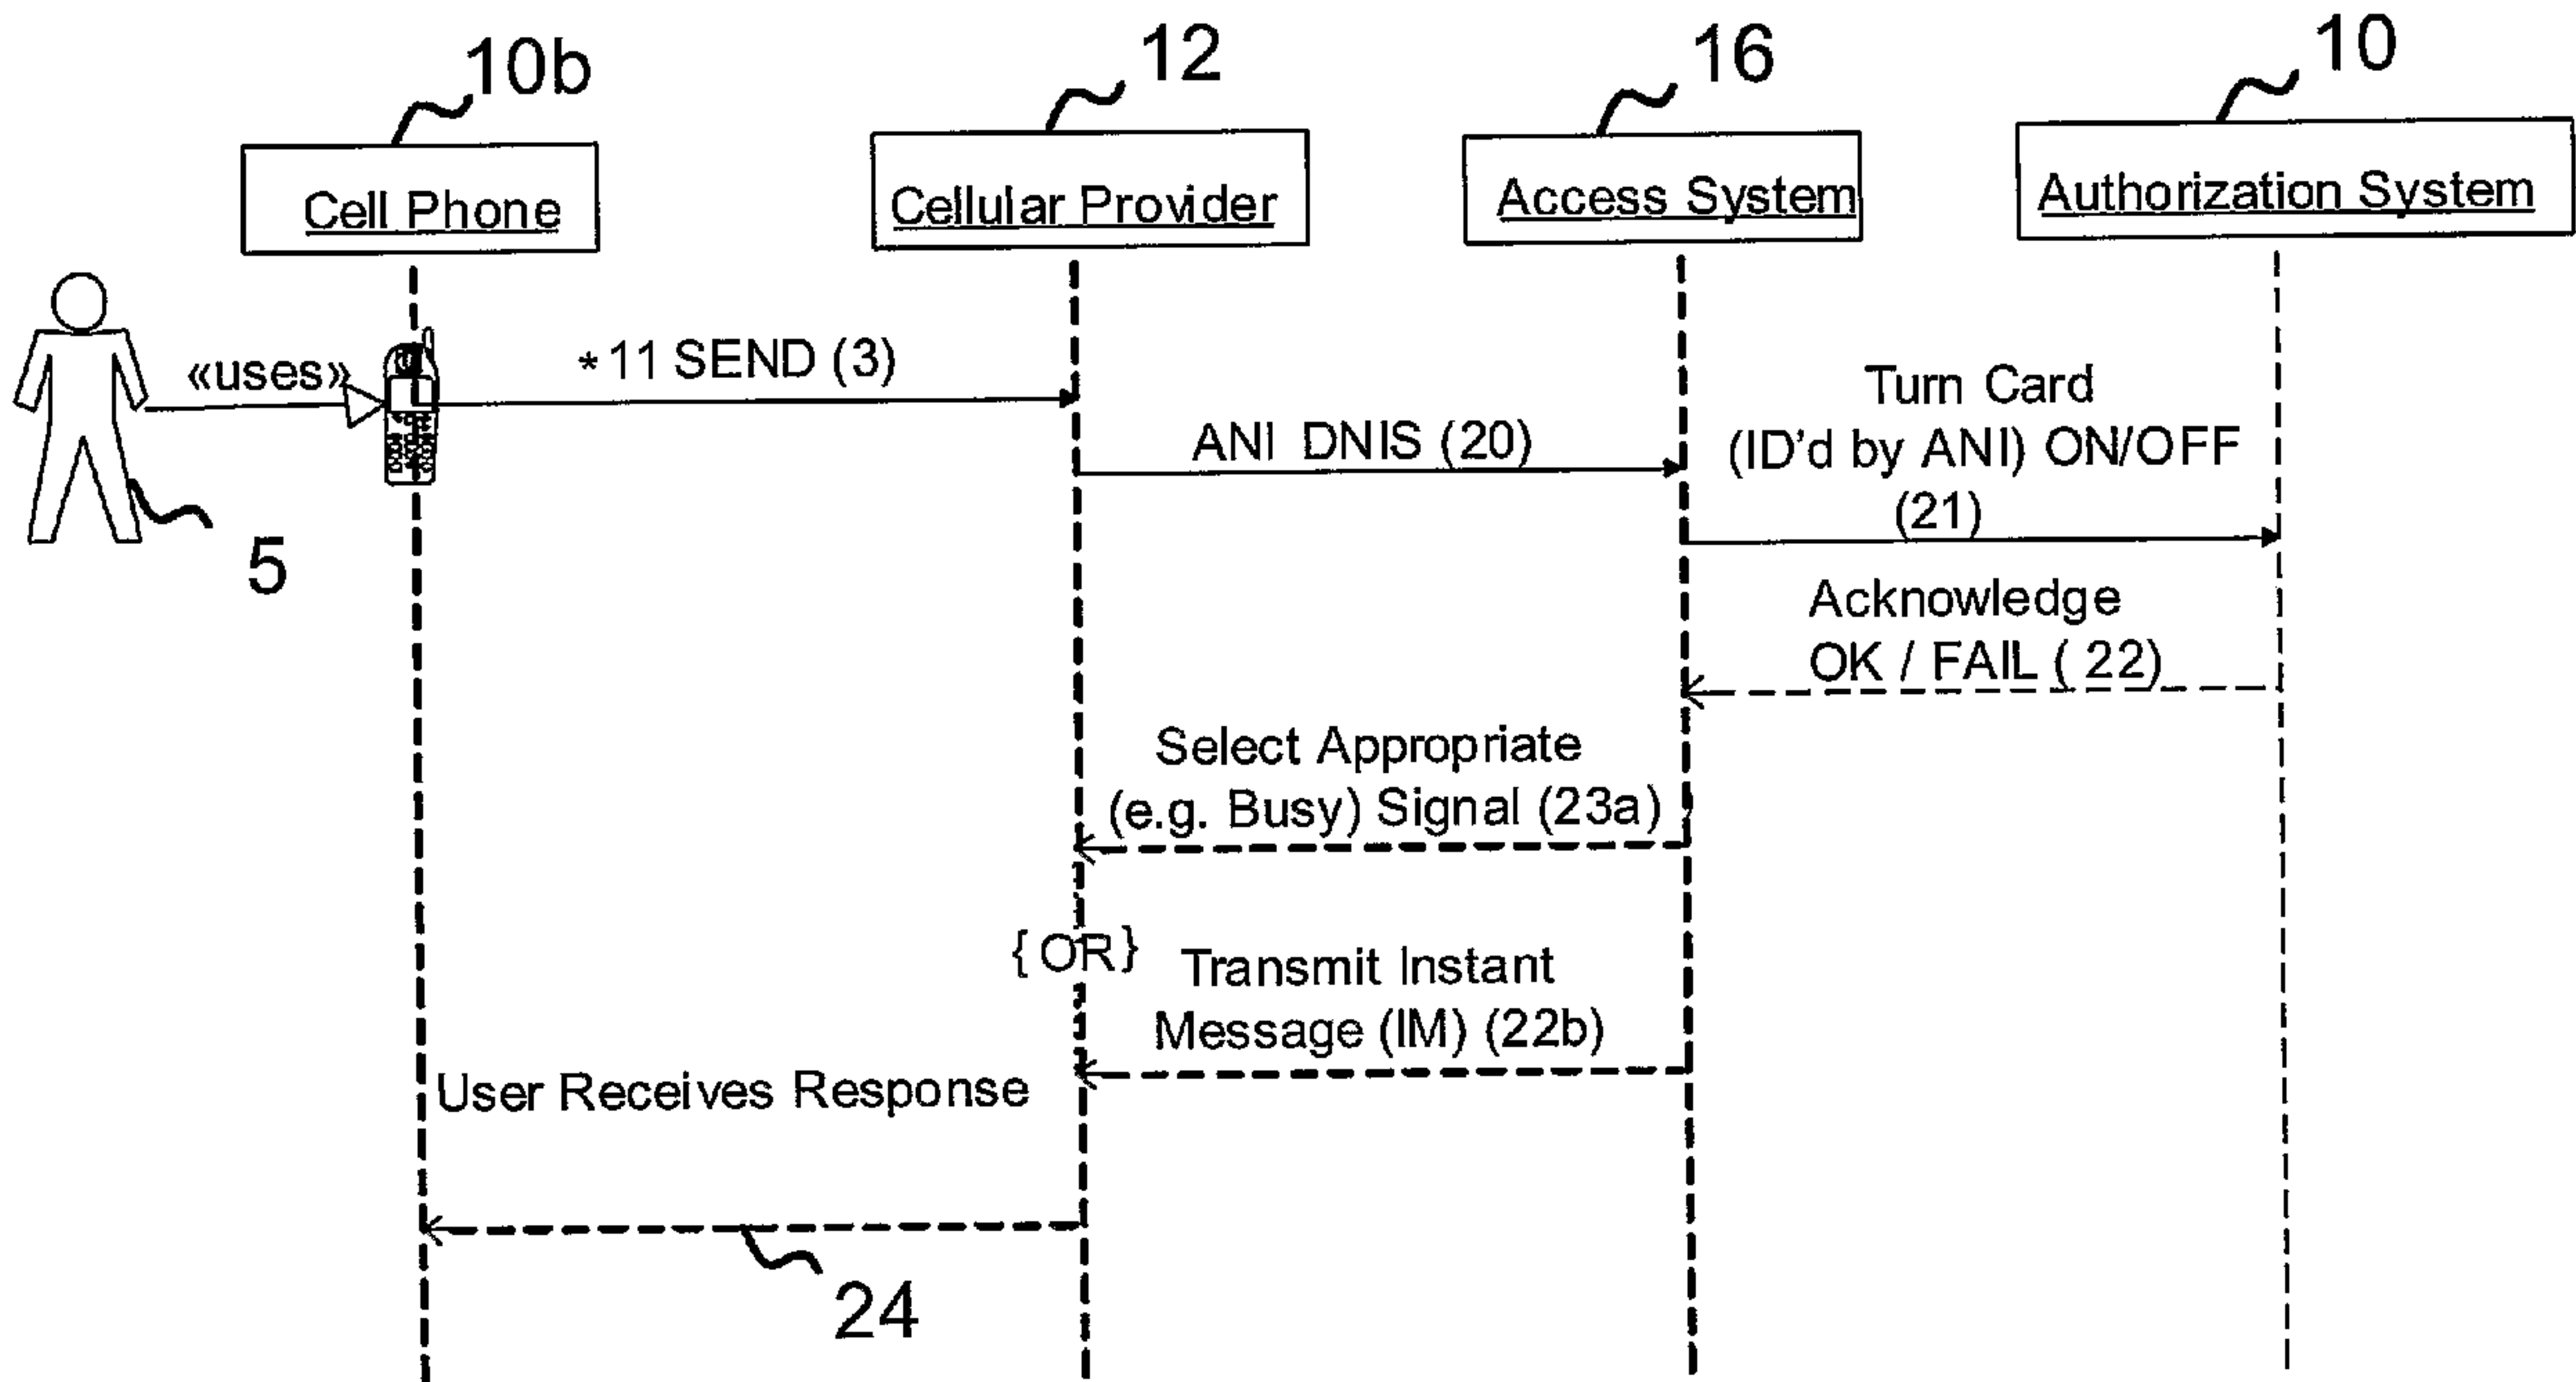 10b
12
16
10
Cell Phone
Cellular Provider
Access System
Authorization System
«uses»
*11 SEND (3)
ANI DNIS (20)
Turn Card
(ID'd by ANI) ON/OFF
(21)
5
Acknowledge
OK / FAIL ( 22)
Select Appropriate
(e.g. Busy) Signal (23a)
{OR}
Transmit Instant
Message (IM) (22b)
User Receives Response
24